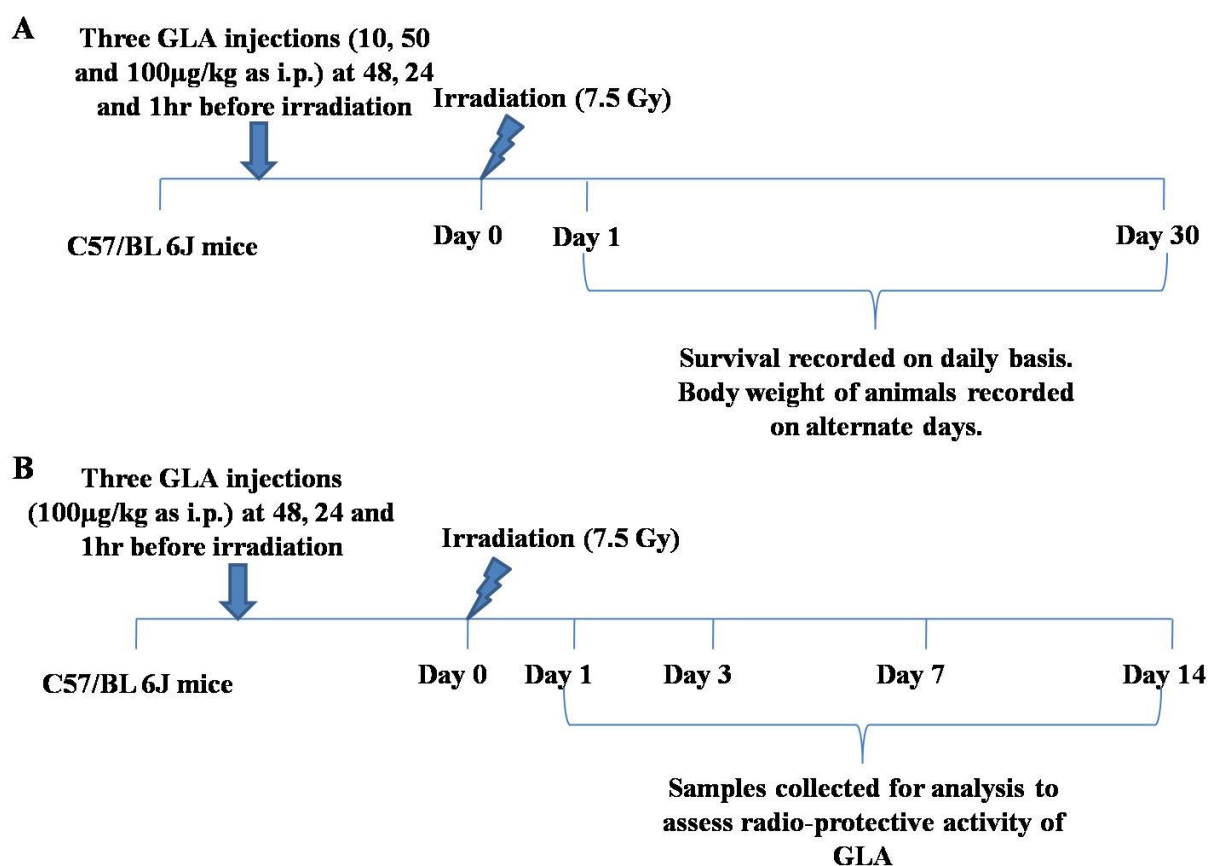 A
Three GLA injections (10, 50
and 100µg/kg as i.p.) at 48, 24
and 1hr before irradiation
Irradiation (7.5 Gy)
C57/BL 6J mice
Day 0
Day 1
Day 30
Survival recorded on daily basis.
Body weight of animals recorded
on alternate days.
B
Three GLA injections
(100µg/kg as i.p.) at 48, 24 and
1hr before irradiation
Irradiation (7.5 Gy)
C57/BL 6J mice
Day 0
Day 1
Day 3
Day 7
Day 14
Samples collected for analysis to
assess radio-protective activity of
GLA